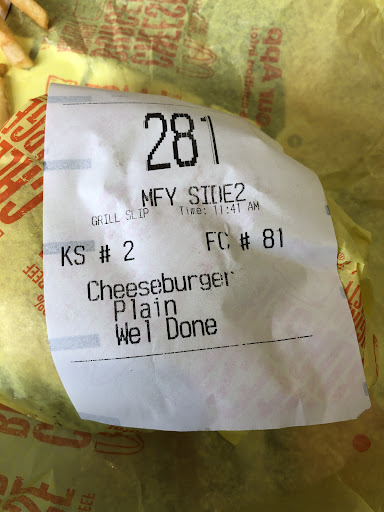 281
MFY SIDE2
GRILL SLIP Time: 11:41 AM
KS # 2 FC # 81
Cheeseburger
Plain
Wel Done